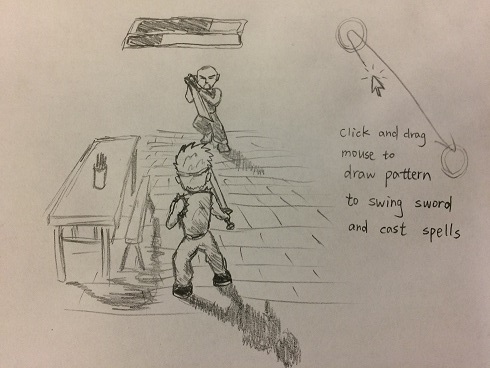 Click and drag
mouse to
draw pattern
to swing sword
and cast spells